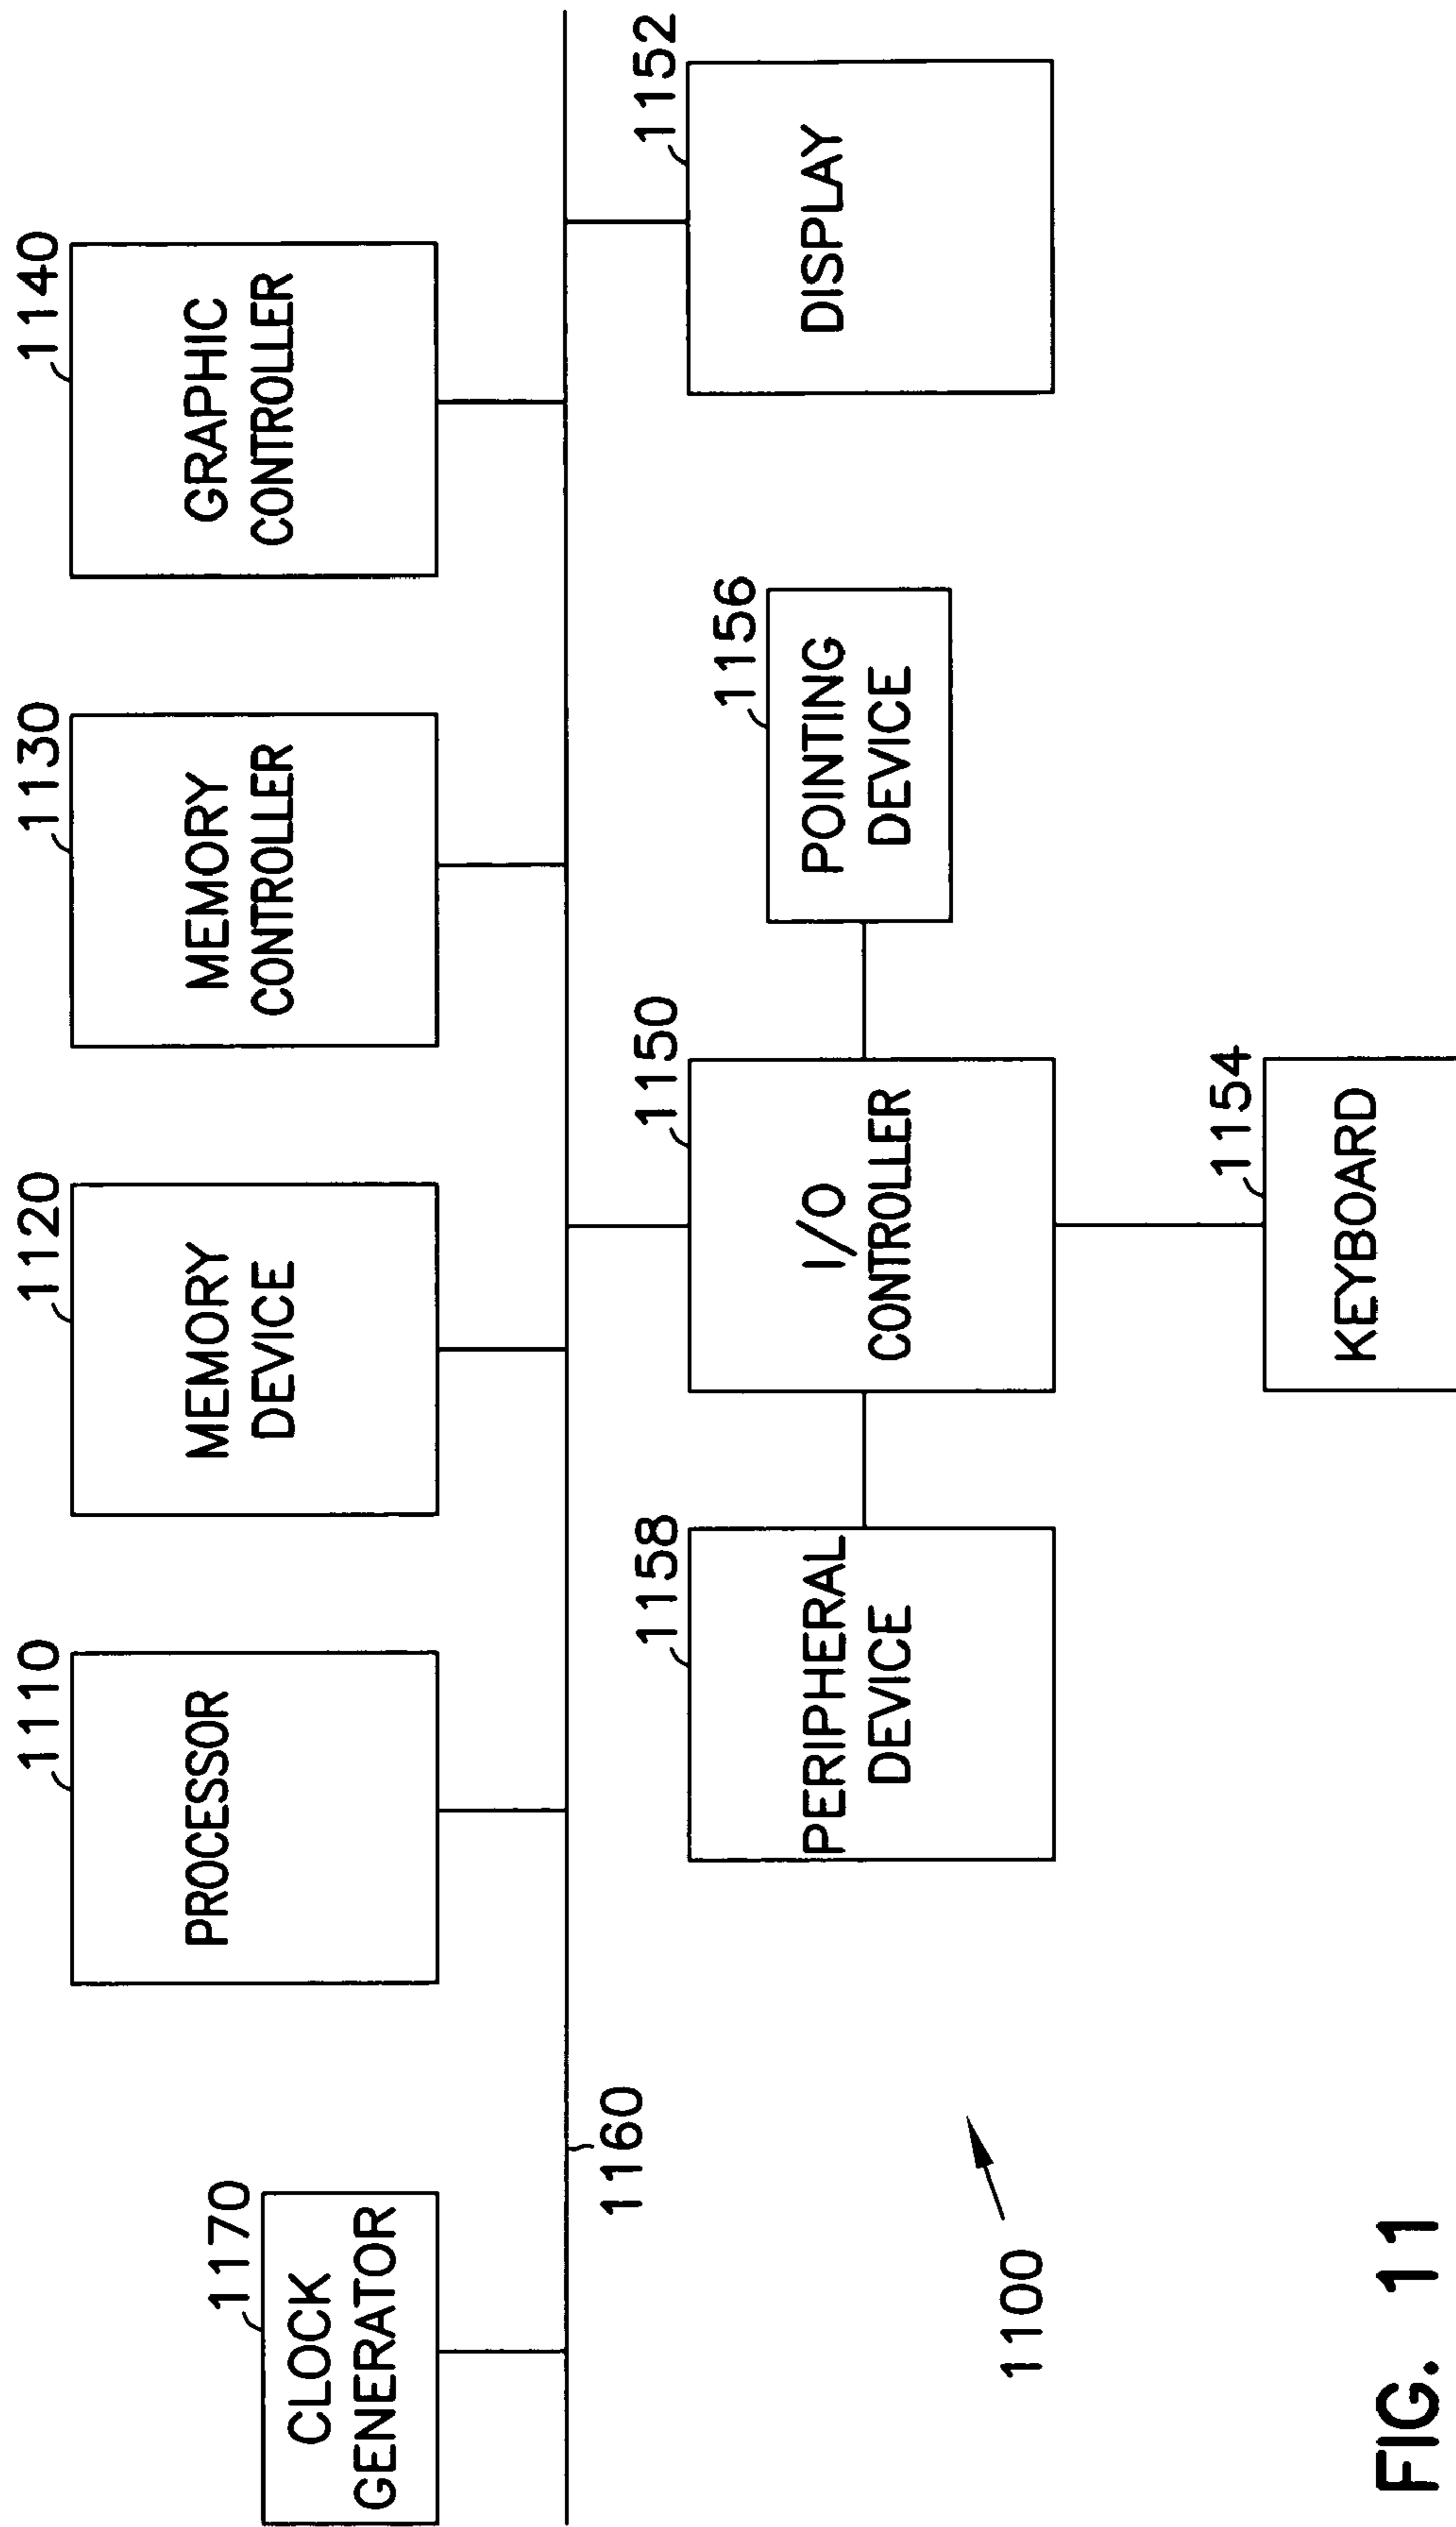 1170
CLOCK
GENERATOR
1110
PROCESSOR
1120
MEMORY
DEVICE
1130
MEMORY
CONTROLLER
1140
GRAPHIC
CONTROLLER
1160
1158
PERIPHERAL
DEVICE
1150
I/O
CONTROLLER
1156
POINTING
DEVICE
1152
DISPLAY
1100
1154
KEYBOARD
FIG. 11